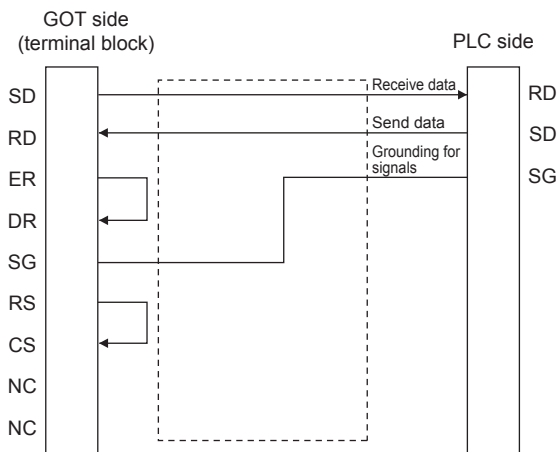 GOT side
(terminal block)
PLC side
SD
Receive data
RD
RD
Send data
SD
ER
Grounding for
signals
SG
DR
SG
RS
CS
NC
NC